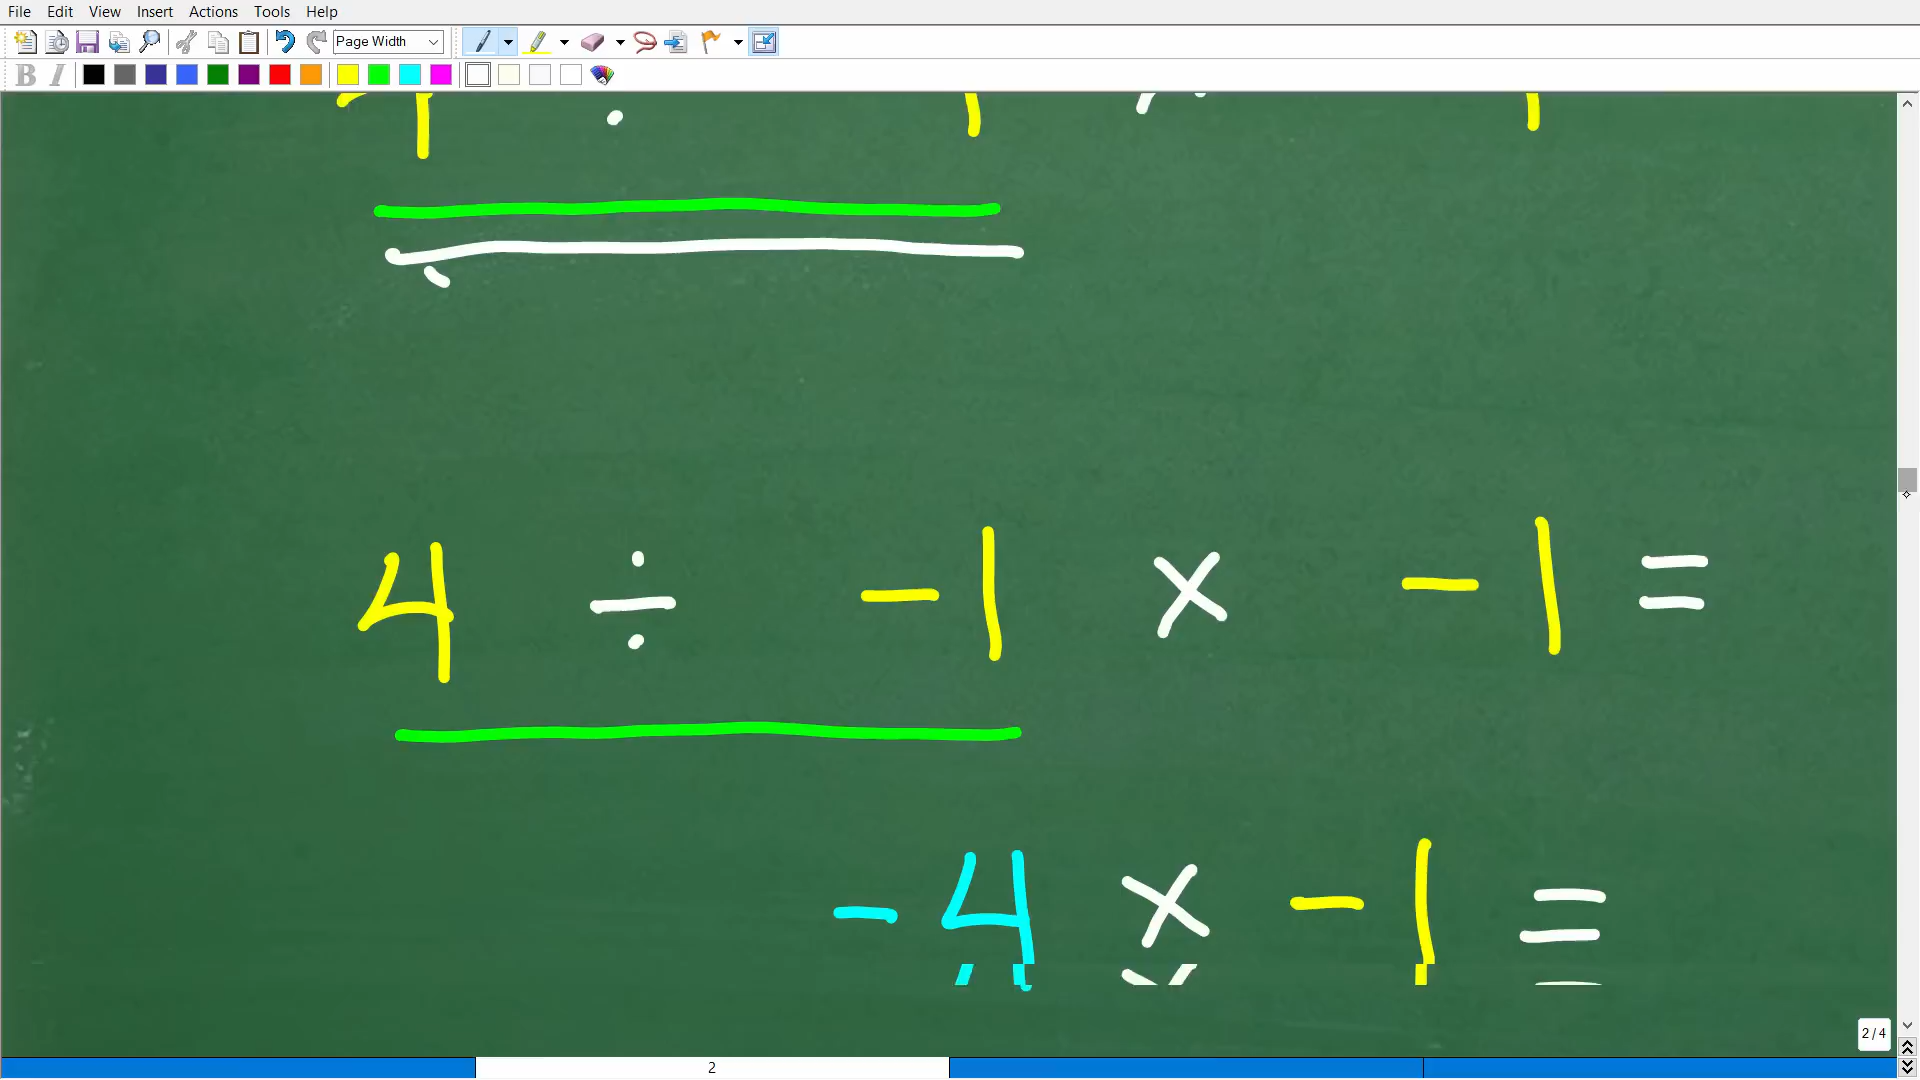 File Edit View Insert Actions Tools Help
Page Width
B I
4 ÷ -1 × -1 =
-4 × -1 =
2 / 4
2